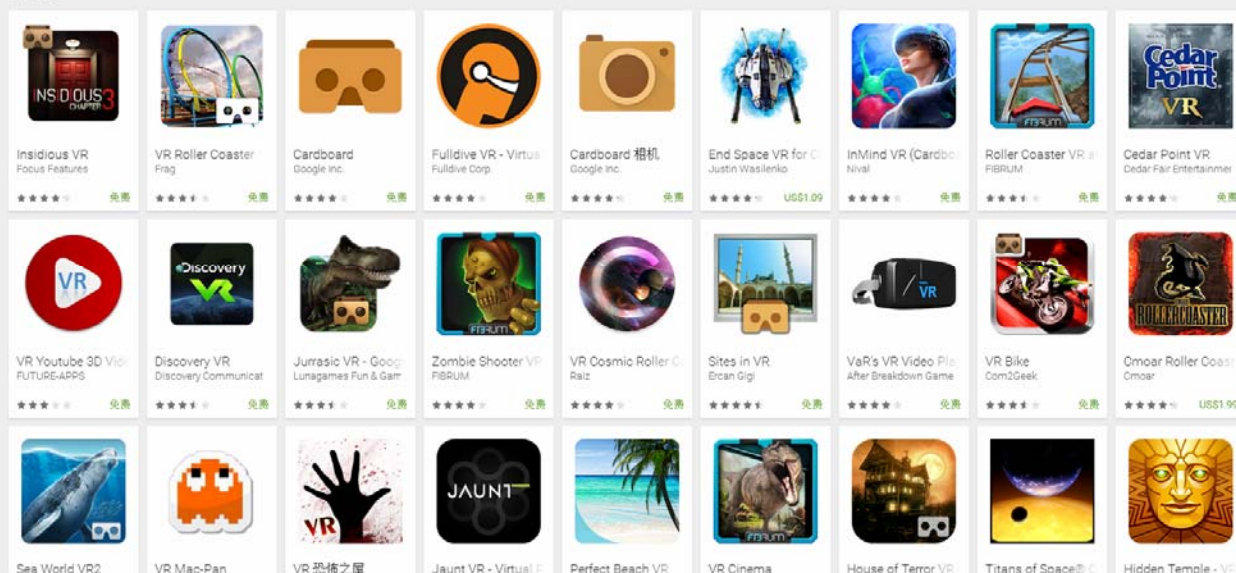 INSIDIOUS
CHAPTER 3
FIBRUM
Cedar
Point
VR
Insidious VR
VR Roller Coaster
Cardboard
Fulldive VR - Virtua
Cardboard 相机
End Space VR for C
InMind VR (Cardbo
Roller Coaster VR a
Cedar Point VR
Focus Features
Frag
Google Inc.
Fulldive Corp.
Google Inc.
Justin Wasilenko
Nival
FIBRUM
Cedar Fair Entertainmer
免费
免费
免费
免费
免费
US$1.09
免费
免费
免费
VR
Discovery
VR
FIBRUM
VR
ROLLERCOASTER
VR Youtube 3D Vide
Discovery VR
Jurrasic VR - Goog
Zombie Shooter VR
VR Cosmic Roller C
Sites in VR
VaR's VR Video Pla
VR Bike
Cmoar Roller Coast
FUTURE-APPS
Discovery Communicat
Lunagames Fun & Gam
FIBRUM
Raiz
Ercan Gigi
After Breakdown Game
Com2Geek
Cmoar
免费
免费
免费
免费
免费
免费
免费
免费
US$1.99
VR
JAUNT
FIBRUM
Sea World VR2
VR Mac-Pan
VR 恐怖之屋
Jaunt VR - Virtual R
Perfect Beach VR
VR Cinema
House of Terror VR
Titans of Space® C
Hidden Temple - VR